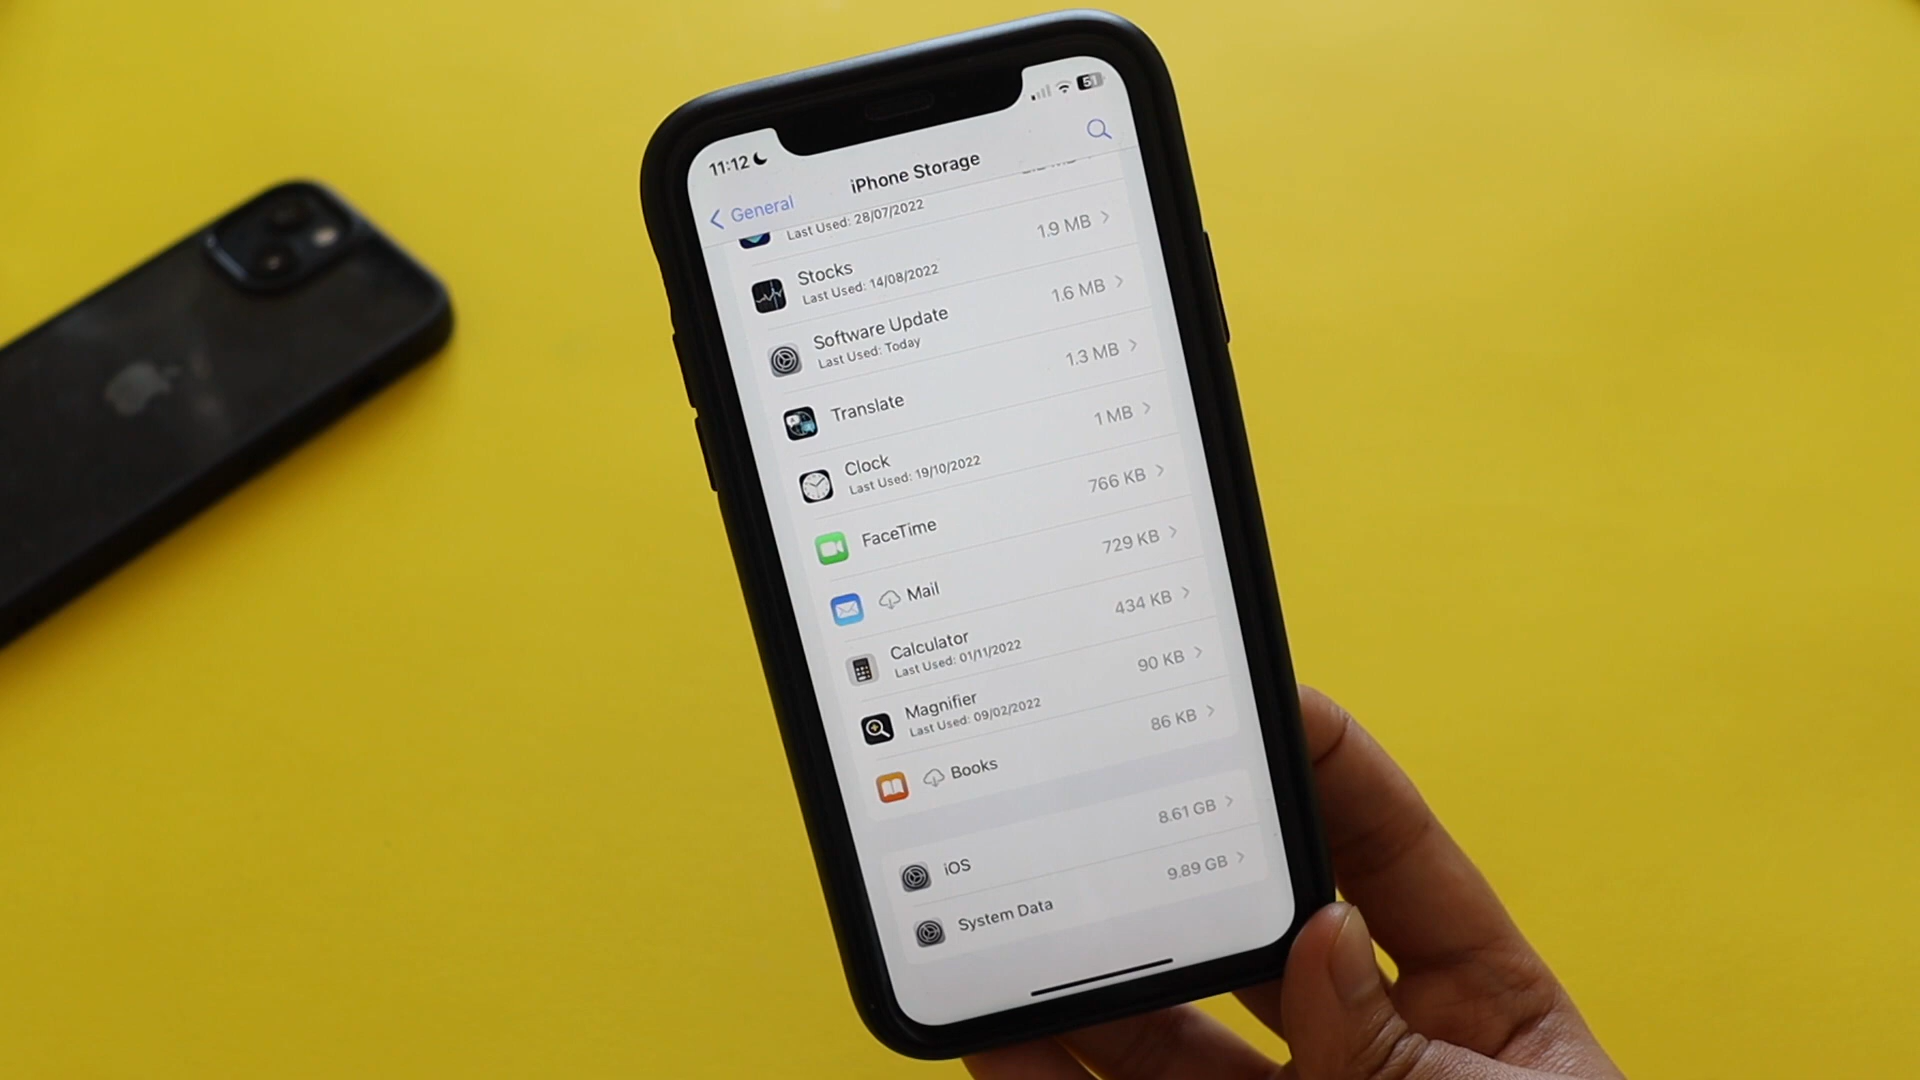 11:12
51
General
iPhone Storage
Last Used: 28/07/2022
1.9 MB
Stocks
Last Used: 14/08/2022
1.6 MB
Software Update
Last Used: Today
1.3 MB
Translate
1 MB
Clock
Last Used: 19/10/2022
766 KB
FaceTime
729 KB
Mail
434 KB
Calculator
Last Used: 01/11/2022
90 KB
Magnifier
Last Used: 09/02/2022
86 KB
Books
8.61 GB
iOS
9.89 GB
System Data